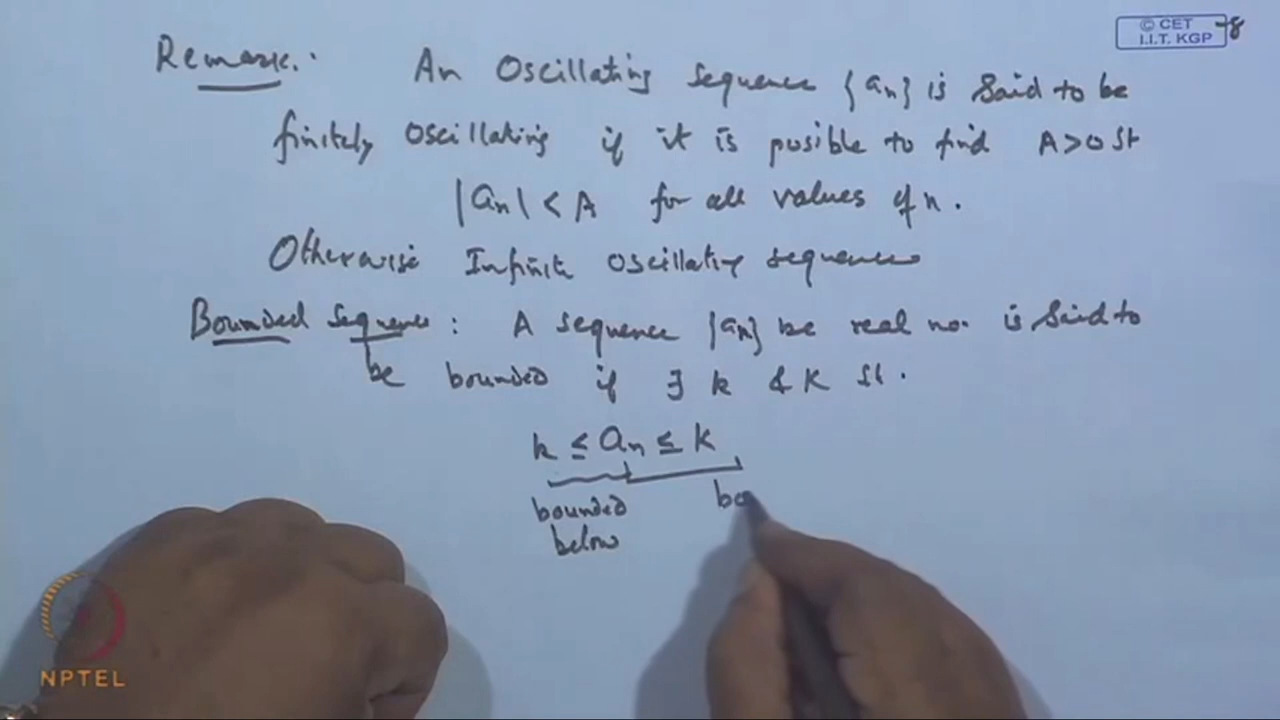 © CET
I.I.T. KGP
78
Remark. : An Oscillating sequence {an} is Said to be
finitely Oscillating if it is posible to find A>0 St
|an| < A for all values of n.
Otherwise Infinite oscillating sequence
Bounded Sequence : A sequence {an} be real no. is Said to
be bounded if ∃ k & K St.
k ≤ an ≤ K
bounded bo
below
NPTEL